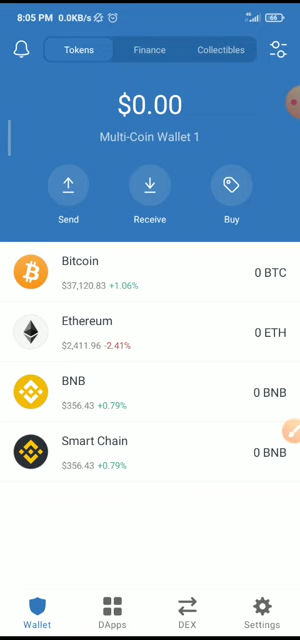 8:05 PM 0.0KB/s 4G 66
Tokens Finance Collectibles
$0.00
Multi-Coin Wallet 1
Send Receive Buy
Bitcoin
$37,120.83 +1.06%
0 BTC
Ethereum
$2,411.96 -2.41%
0 ETH
BNB
$356.43 +0.79%
0 BNB
Smart Chain
$356.43 +0.79%
0 BNB
Wallet DApps DEX Settings